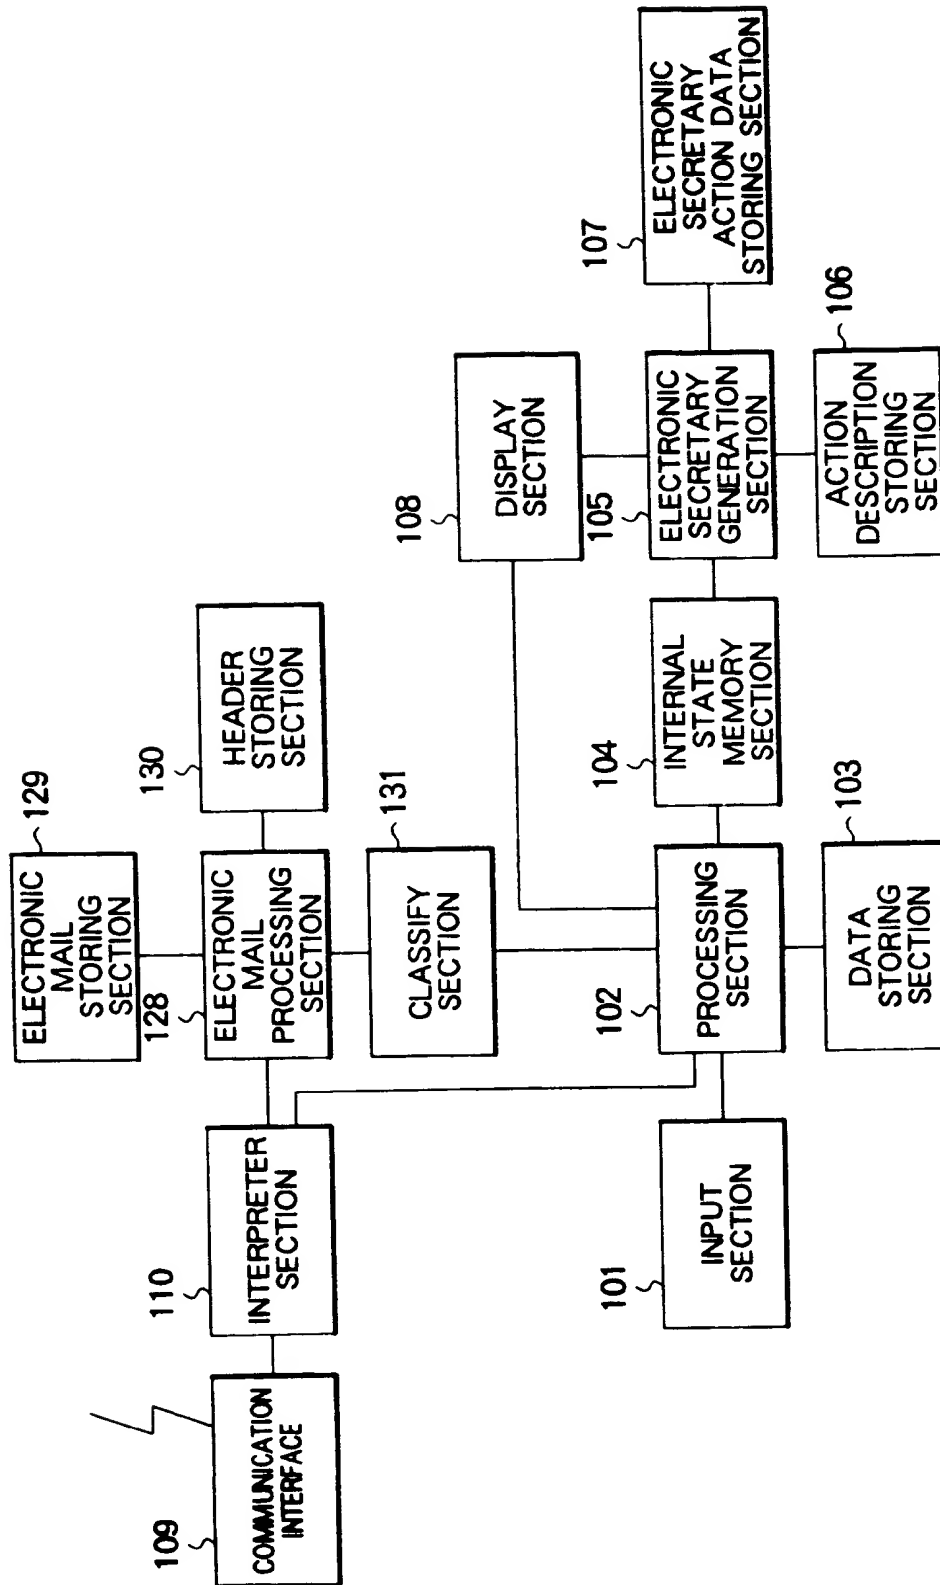 129
ELECTRONIC
MAIL
STORING
SECTION
128
ELECTRONIC
MAIL
PROCESSING
SECTION
130
HEADER
STORING
SECTION
131
CLASSIFY
SECTION
110
INTERPRETER
SECTION
109
COMMUNICATION
INTERFACE
101
INPUT
SECTION
102
PROCESSING
SECTION
103
DATA
STORING
SECTION
104
INTERNAL
STATE
MEMORY
SECTION
108
DISPLAY
SECTION
105
ELECTRONIC
SECRETARY
GENERATION
SECTION
106
ACTION
DESCRIPTION
STORING
SECTION
107
ELECTRONIC
SECRETARY
ACTION DATA
STORING SECTION